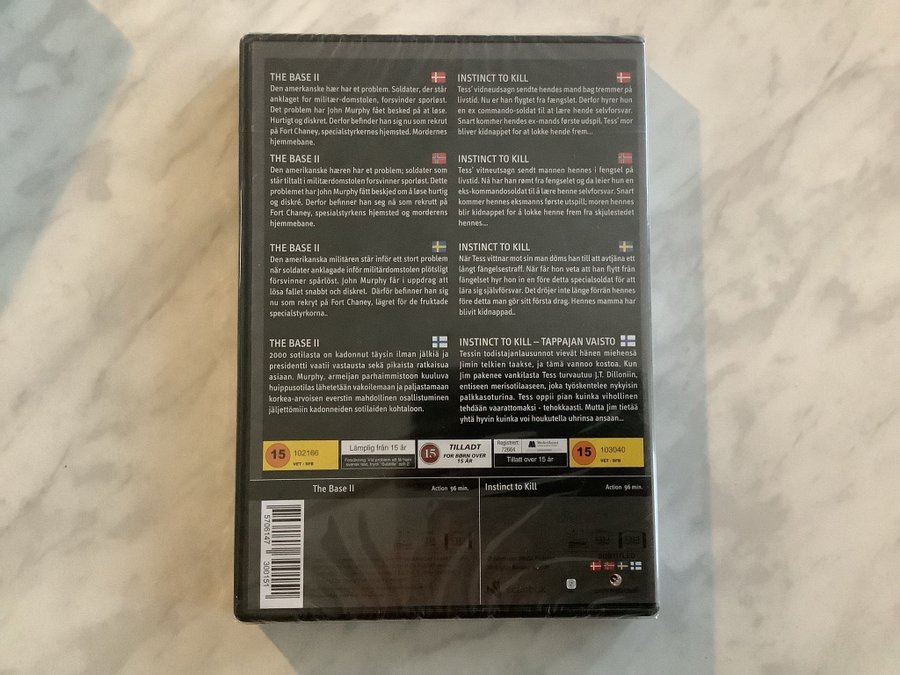 THE BASE II
Den amerkanske hær har et problem. Soldater, der står
anklaget for militær-domstolen, forsvinder sporløst.
Det problem har John Murphy fået besked på at løse.
Hurtigt og diskret. Derfor befinder han sig nu som rekrut
på Fort Chaney, specialstyrkernes hjemsted. Mordernes
hjemmebane.
INSTINCT TO KILL
Tess' vidneudsagn sendte hendes mand bag tremmer på
livstid. Nu er han flygtet fra fængslet. Derfor hyrer hun
en ex commando-soldat til at lære hende selvforsvar.
Snart kommer hendes ex-mands første udspil. Tess' mor
bliver kidnappet for at lokke hende frem...
THE BASE II
Den amerikanske hæren har et problem; soldater som
står tiltalt i militærdomstolen forsvinner sporløst. Dette
problemet har John Murphy fått beskjed om å løse hurtig
og diskré. Derfor befinner han seg nå som rekrutt på
Fort Chaney, spesialstyrkens hjemsted og morderens
hjemmebane.
INSTINCT TO KILL
Tess' vitneutsagn sendt mannen hennes i fengsel på
livstid. Nå har han rømt fra fengselet og da leier hun en
eks-kommandosoldat til å lære henne selvforsvar. Snart
kommer hennes eksmanns første utspill; moren hennes
blir kidnappet for å lokke henne frem fra skjulestedet
hennes...
THE BASE II
Den amerikanska militären står inför ett stort problem
när soldater anklagade inför militärdomstolen plötsligt
försvinner spårlöst. John Murphy får i uppdrag att
lösa fallet snabbt och diskret. Därför befinner han sig
nu som rekryt på Fort Chaney, lägret för de fruktade
specialstyrkorna..
INSTINCT TO KILL
När Tess vittnar mot sin man döms han till att avtjäna ett
långt fängelsestraff. När får hon veta att han flytt från
fängelset hyr hon in en före detta specialsoldat för att
lära sig självförsvar. Det dröjer inte länge förrän hennes
före detta man gör sitt första drag. Hennes mamma har
blivit kidnappad..
THE BASE II
2000 sotilasta on kadonnut täysin ilman jälkiä ja
presidentti vaatii vastausta sekä pikaista ratkaisua
asiaan. Murphy, armeijan parhaimmistoon kuuluva
huippusotilas lähetetään vakoilemaan ja paljastamaan
korkea-arvoisen everstin mahdollinen osallistuminen
jäljettömiin kadonneiden sotilaiden kohtaloon.
INSTINCT TO KILL – TAPPAJAN VAISTO
Tessin todistajanlausunnot vievät hänen miehensä
Jimin telkien taakse, ja tämä vannoo kostoa. Kun
Jim pakenee vankilasta Tess turvautuu J.T. Dilloniin,
entiseen merisotilaaseen, joka työskentelee nykyisin
palkkasoturina. Tess oppii pian kuinka vihollinen
tehdään vaarattomaksi - tehokkaasti. Mutta Jim tietää
yhtä hyvin kuinka voi houkutella uhrinsa ansaan...
15 102166
VET - SFB
Lämplig från 15 år
15 TILLADT
FOR BØRN OVER
15 ÅR
Registrert
72664
Medietilsynet
Tillatt over 15 år
15 103040
VET - SFB
The Base II Action 96 min.
Instinct to Kill Action 96 min.
5706147 300151
SUBTITLED